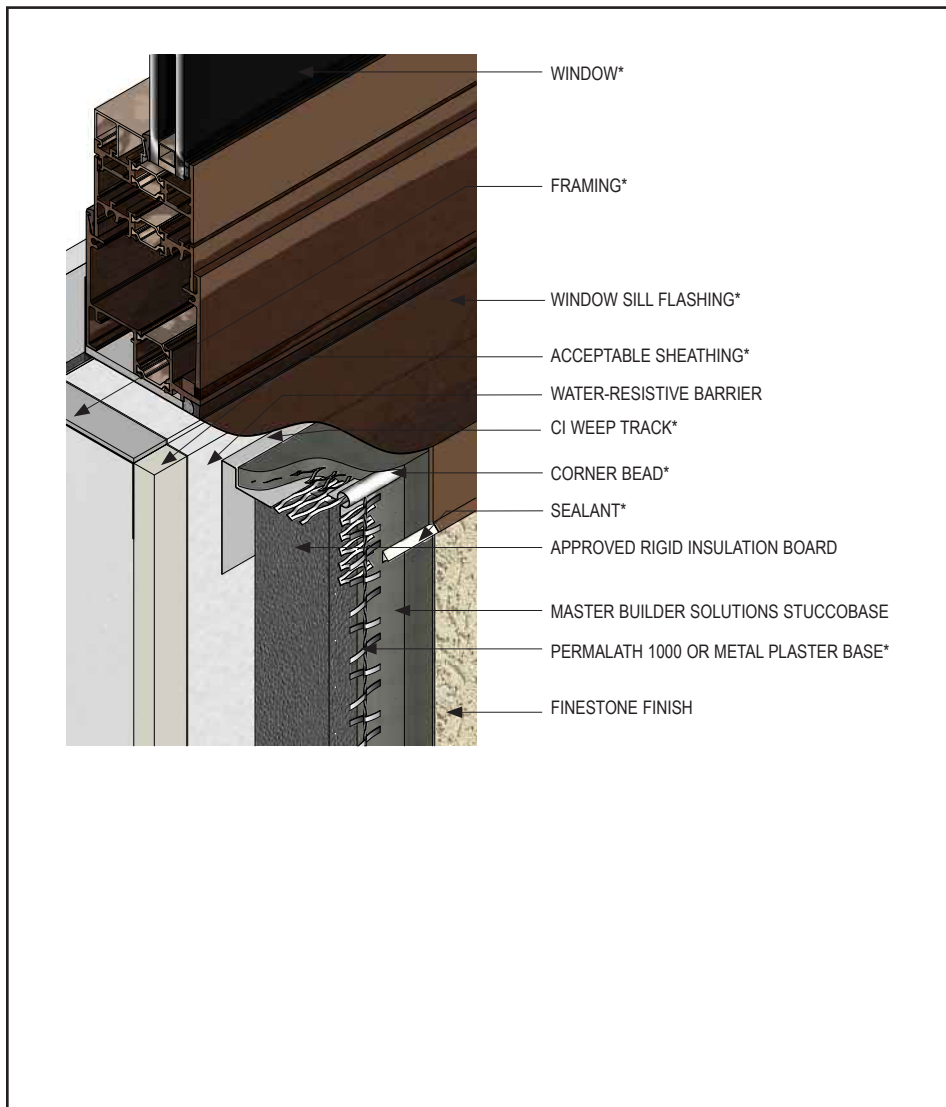 WINDOW*
FRAMING*
WINDOW SILL FLASHING*
ACCEPTABLE SHEATHING*
WATER-RESISTIVE BARRIER
CI WEEP TRACK*
CORNER BEAD*
SEALANT*
APPROVED RIGID INSULATION BOARD
MASTER BUILDER SOLUTIONS STUCCOBASE
PERMALATH 1000 OR METAL PLASTER BASE*
FINESTONE FINISH